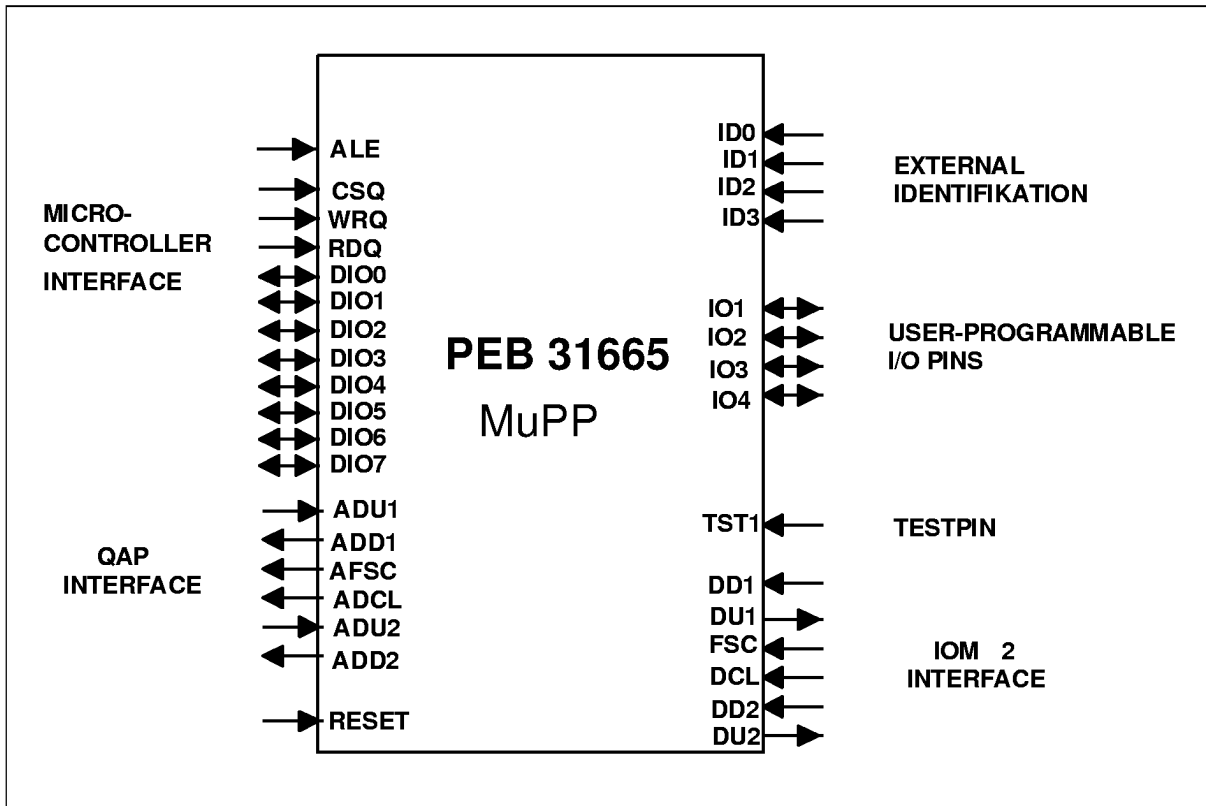 ALE
CSQ
WRQ
RDQ
DIO0
DIO1
DIO2
DIO3
DIO4
DIO5
DIO6
DIO7
MICRO-
CONTROLLER
INTERFACE
ADU1
ADD1
AFSC
ADCL
ADU2
ADD2
QAP
INTERFACE
RESET
PEB 31665
MuPP
ID0
ID1
ID2
ID3
EXTERNAL
IDENTIFIKATION
IO1
IO2
IO3
IO4
USER-PROGRAMMABLE
I/O PINS
TST1
TESTPIN
DD1
DU1
FSC
DCL
DD2
DU2
IOM 2
INTERFACE